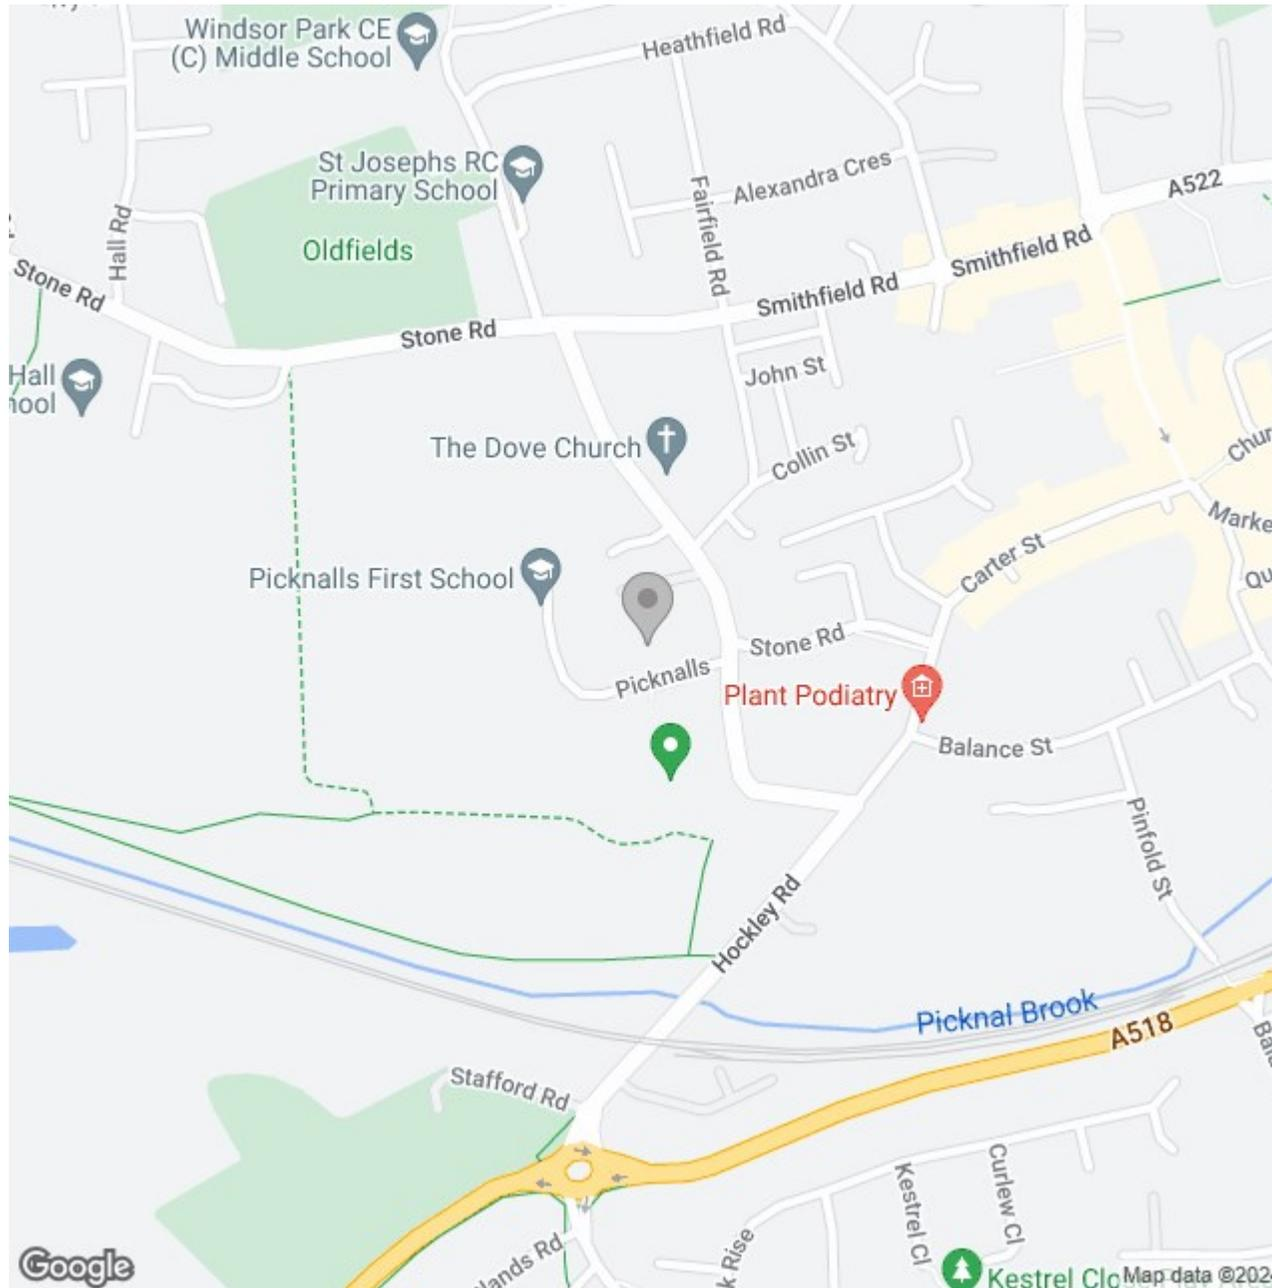 Windsor Park CE
(C) Middle School
Heathfield Rd
St Josephs RC
Primary School
Alexandra Cres
A522
Hall Rd
Fairfield Rd
Oldfields
Smithfield Rd
Stone Rd
Smithfield Rd
Stone Rd
John St
Hall
The Dove Church
Collin St
Carter St
Picknalls First School
Stone Rd
Picknalls
Plant Podiatry
Balance St
Pinfold St
Hockley Rd
Picknal Brook
A518
Stafford Rd
Kestrel Cl
Curlew Cl
Rise
Google
Kestrel Clo
Map data ©202